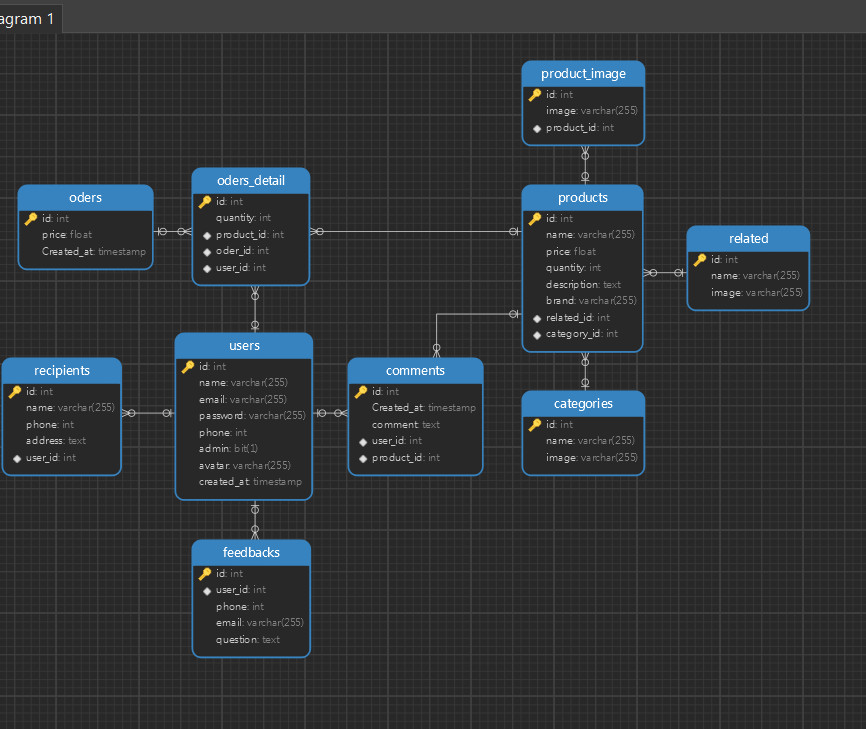 agram 1
product_image
id: int
image: varchar(255)
product_id: int
oders
id: int
price: float
Created_at: timestamp
oders_detail
id: int
quantity: int
product_id: int
oder_id: int
user_id: int
products
id: int
name: varchar(255)
price: float
quantity: int
description: text
brand: varchar(255)
related_id: int
category_id: int
related
id: int
name: varchar(255)
image: varchar(255)
recipients
id: int
name: varchar(255)
phone: int
address: text
user_id: int
users
id: int
name: varchar(255)
email: varchar(255)
password: varchar(255)
phone: int
admin: bit(1)
avatar: varchar(255)
created_at: timestamp
comments
id: int
Created_at: timestamp
comment: text
user_id: int
product_id: int
categories
id: int
name: varchar(255)
image: varchar(255)
feedbacks
id: int
user_id: int
phone: int
email: varchar(255)
question: text